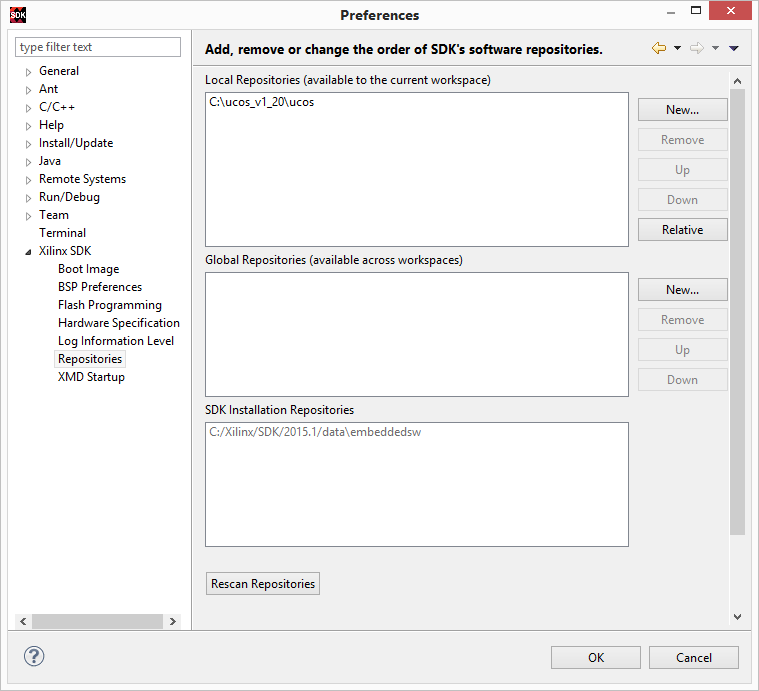 SDK
Preferences
type filter text
General
Ant
C/C++
Help
Install/Update
Java
Remote Systems
Run/Debug
Team
Terminal
Xilinx SDK
Boot Image
BSP Preferences
Flash Programming
Hardware Specification
Log Information Level
Repositories
XMD Startup
Add, remove or change the order of SDK's software repositories.
Local Repositories (available to the current workspace)
C:\ucos_v1_20\ucos
New...
Remove
Up
Down
Relative
Global Repositories (available across workspaces)
New...
Remove
Up
Down
SDK Installation Repositories
C:/Xilinx/SDK/2015.1/data\embeddedsw
Rescan Repositories
?
OK
Cancel